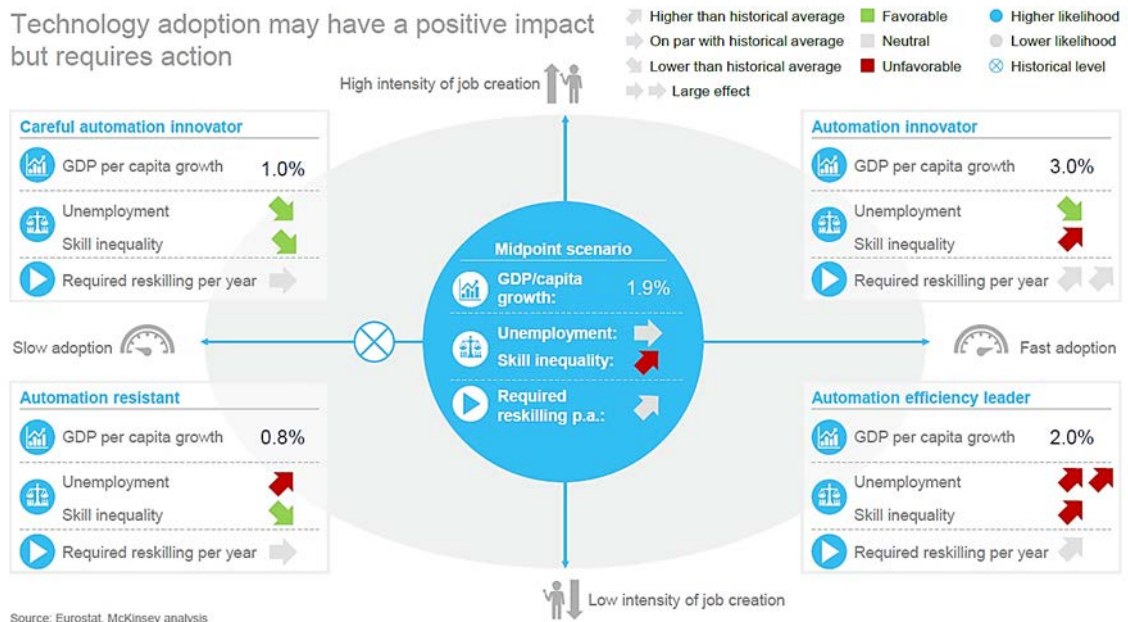 Technology adoption may have a positive impact
but requires action
Higher than historical average
Favorable
Higher likelihood
On par with historical average
Neutral
Lower likelihood
Lower than historical average
Unfavorable
Historical level
Large effect
High intensity of job creation
Careful automation innovator
GDP per capita growth 1.0%
Unemployment
Skill inequality
Required reskilling per year
Automation innovator
GDP per capita growth 3.0%
Unemployment
Skill inequality
Required reskilling per year
Midpoint scenario
GDP/capita
growth: 1.9%
Unemployment:
Skill inequality:
Required
reskilling p.a.:
Slow adoption
Fast adoption
Automation resistant
GDP per capita growth 0.8%
Unemployment
Skill inequality
Required reskilling per year
Automation efficiency leader
GDP per capita growth 2.0%
Unemployment
Skill inequality
Required reskilling per year
Low intensity of job creation
Source: Eurostat, McKinsey analysis